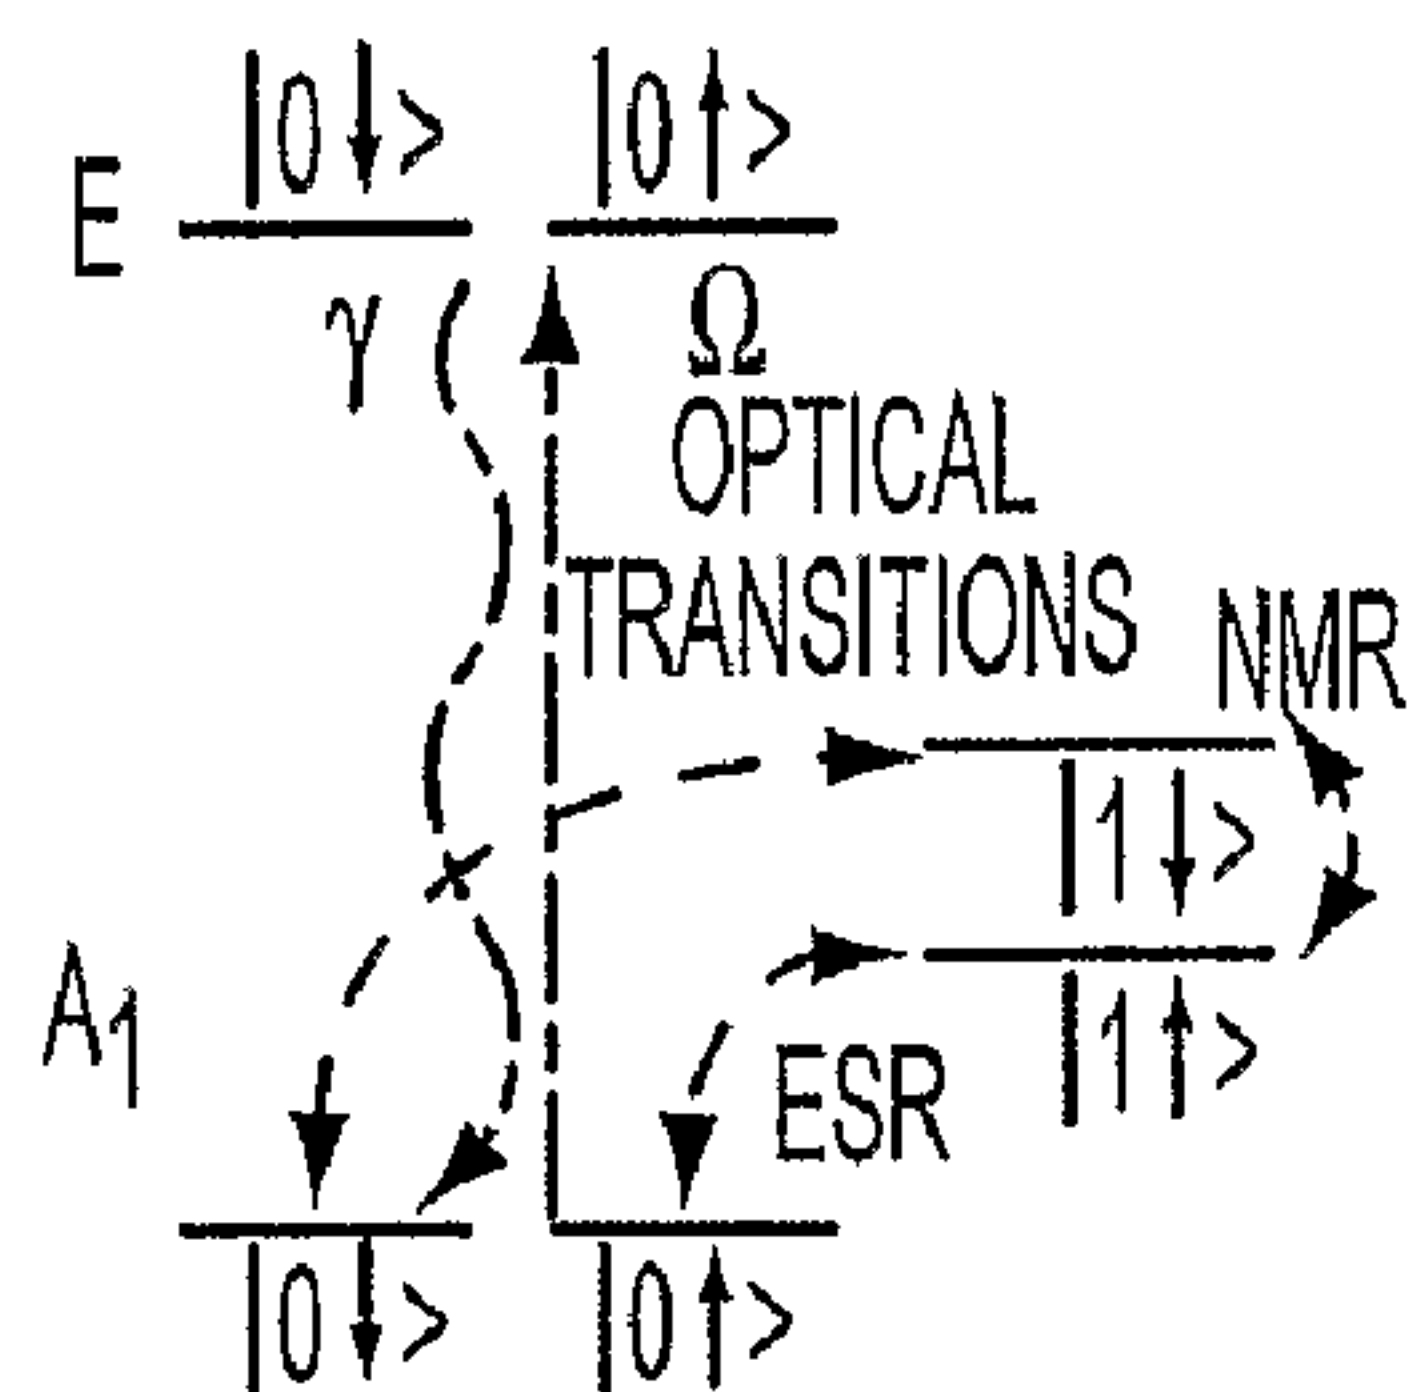 |0↓> |0↑>
E
γ Ω
OPTICAL
TRANSITIONS
NMR
|1↓>
A1
|1↑>
ESR
|0↓> |0↑>